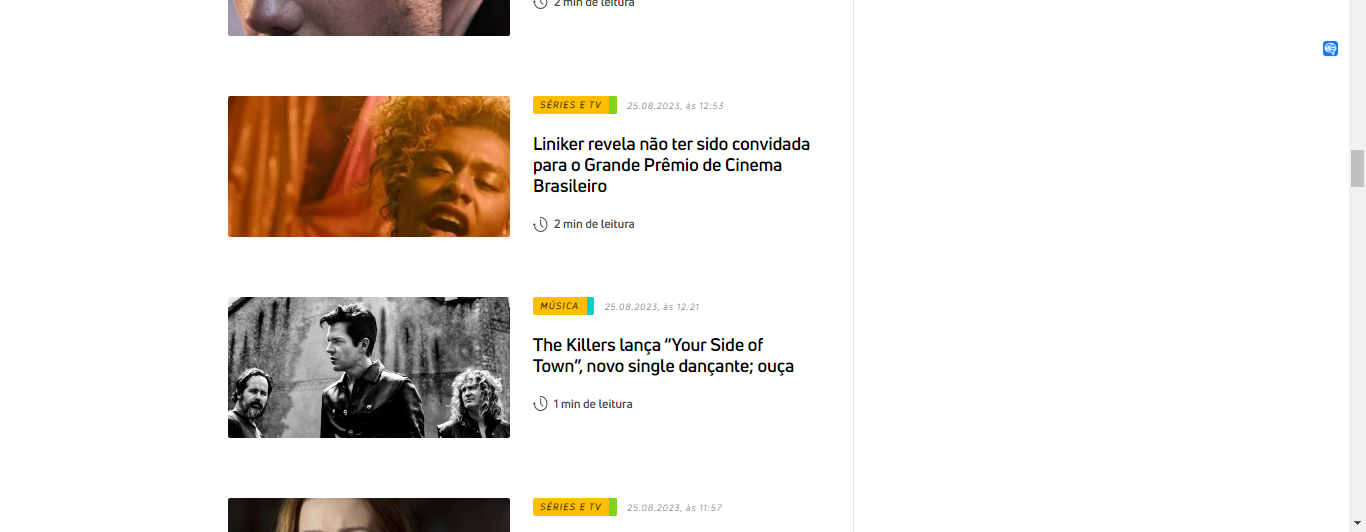 2 min de leitura
SÉRIES E TV 25.08.2023, às 12:53
Liniker revela não ter sido convidada
para o Grande Prêmio de Cinema
Brasileiro
2 min de leitura
MÚSICA 25.08.2023, às 12:21
The Killers lança “Your Side of
Town”, novo single dançante; ouça
1 min de leitura
SÉRIES E TV 25.08.2023, às 11:57